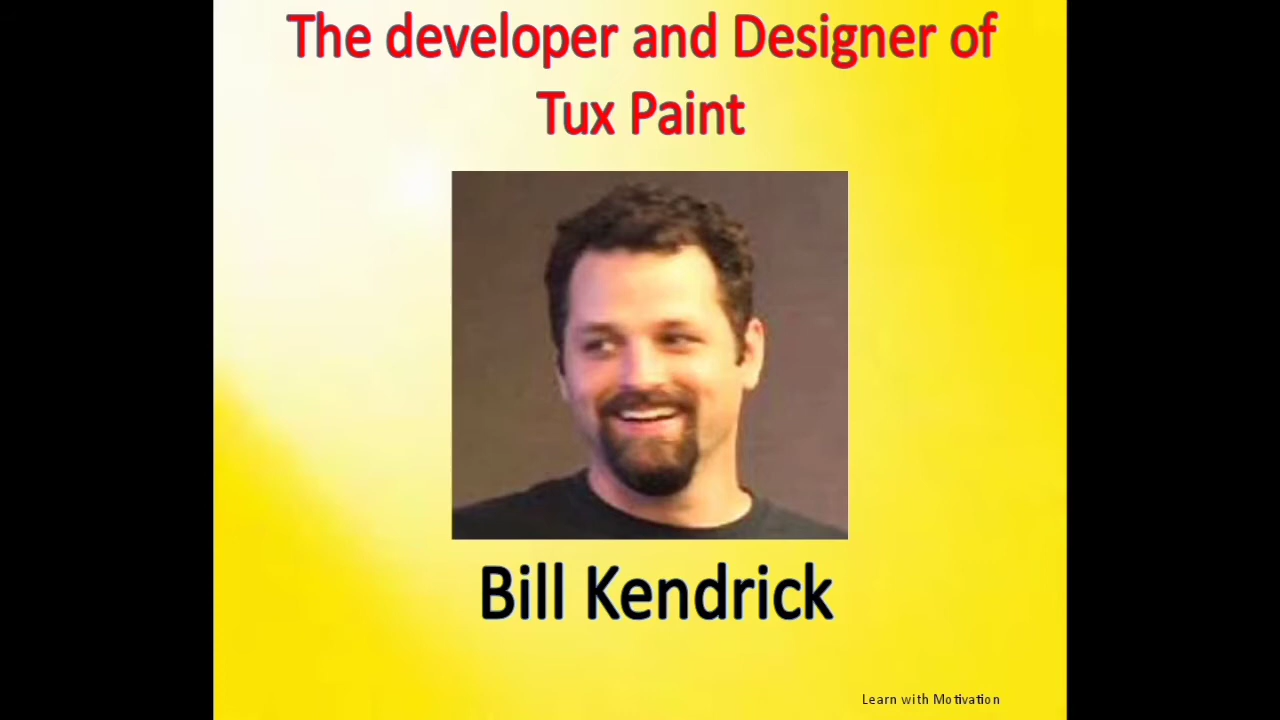 The developer and Designer of
Tux Paint
Bill Kendrick
Learn with Motivation